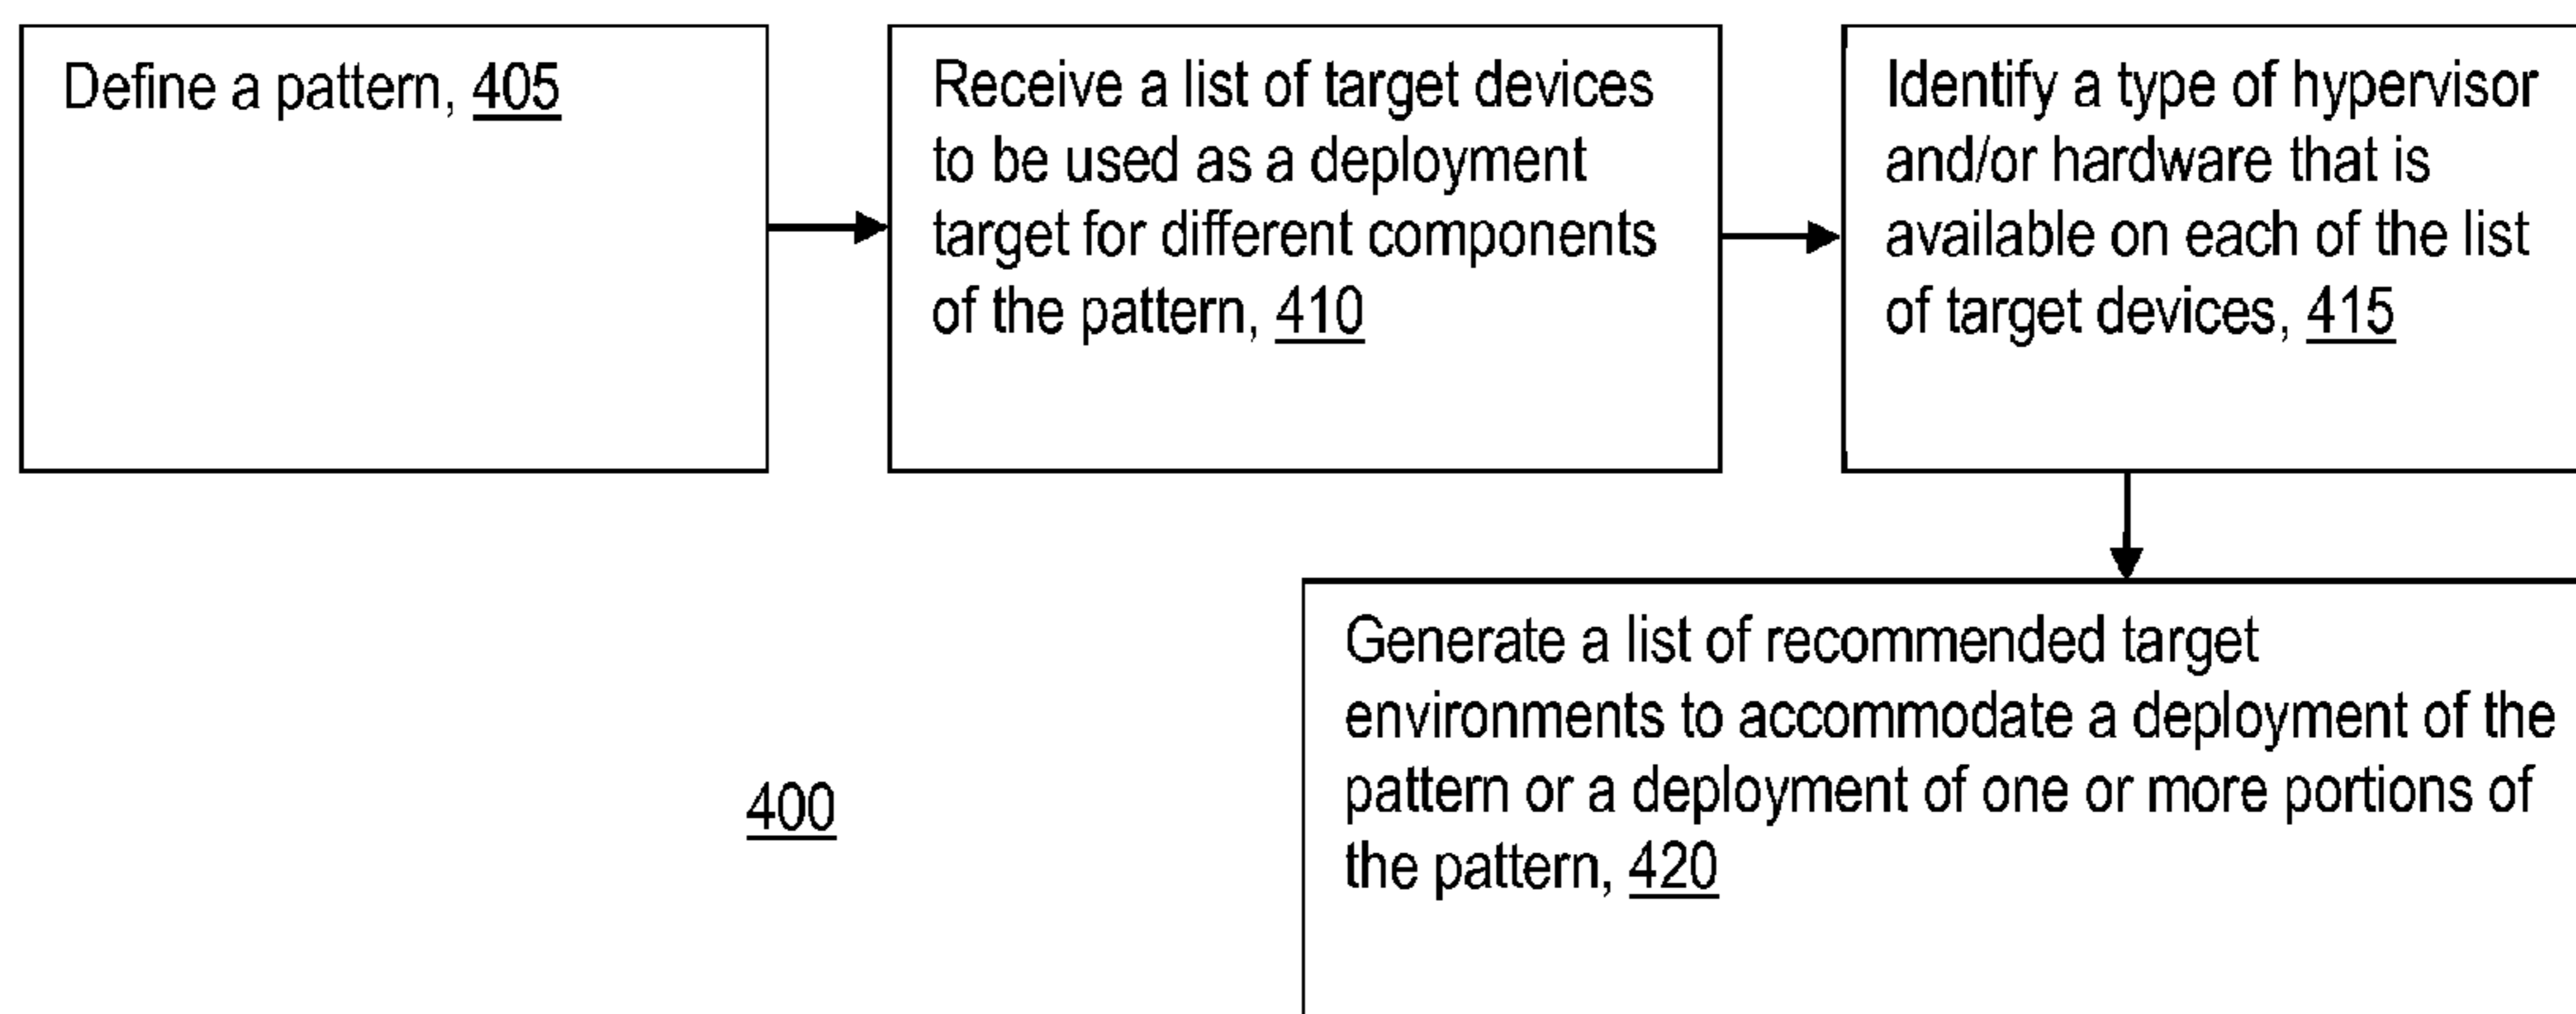 Define a pattern, 405
Receive a list of target devices
to be used as a deployment
target for different components
of the pattern, 410
Identify a type of hypervisor
and/or hardware that is
available on each of the list
of target devices, 415
Generate a list of recommended target
environments to accommodate a deployment of the
pattern or a deployment of one or more portions of
the pattern, 420
400